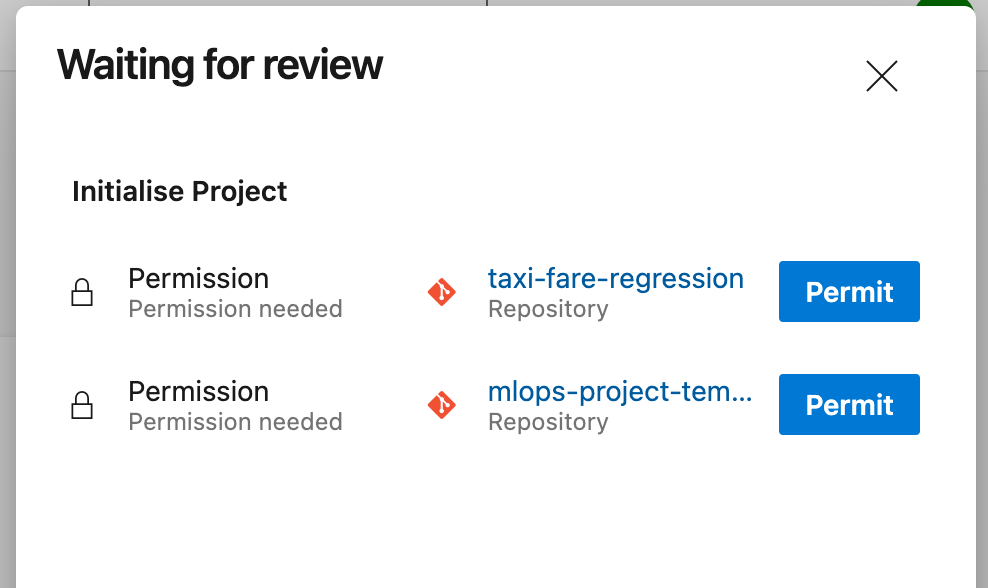 Waiting for review
Initialise Project
Permission
Permission needed
taxi-fare-regression
Repository
Permit
Permission
Permission needed
mlops-project-tem...
Repository
Permit